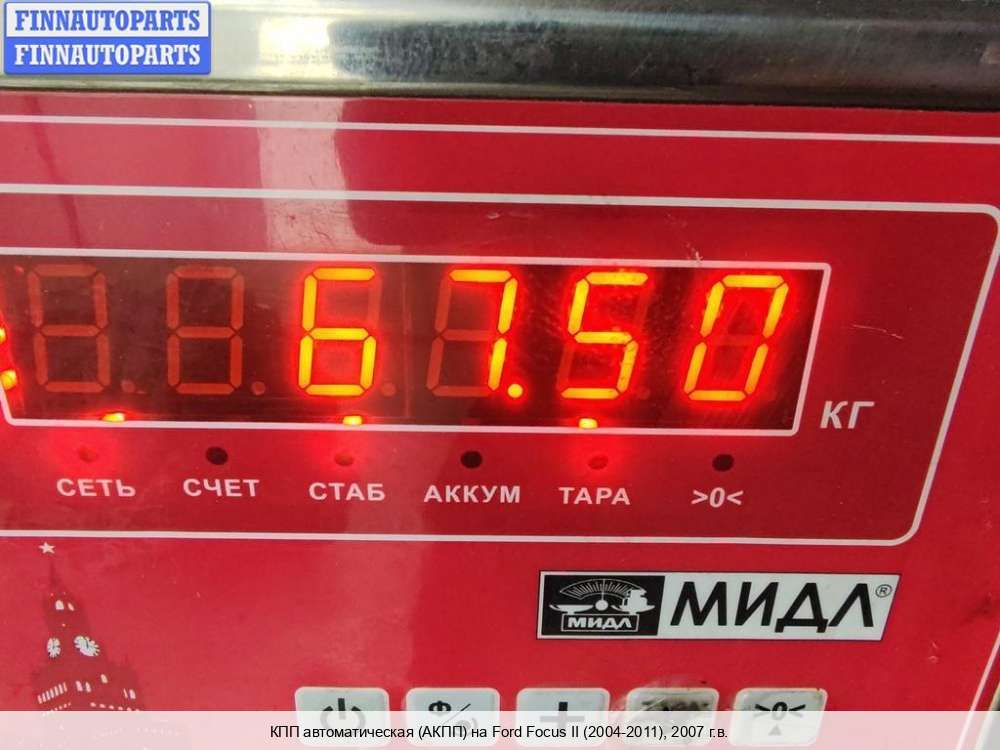 FINNAUTOPARTS
FINNAUTOPARTS
67.50
КГ
СЕТЬ СЧЕТ СТАБ АККУМ ТАРА >0<
МИДЛ МИДЛ®
Ф/
+ >0<
КПП автоматическая (АКПП) на Ford Focus II (2004-2011), 2007 г.в.